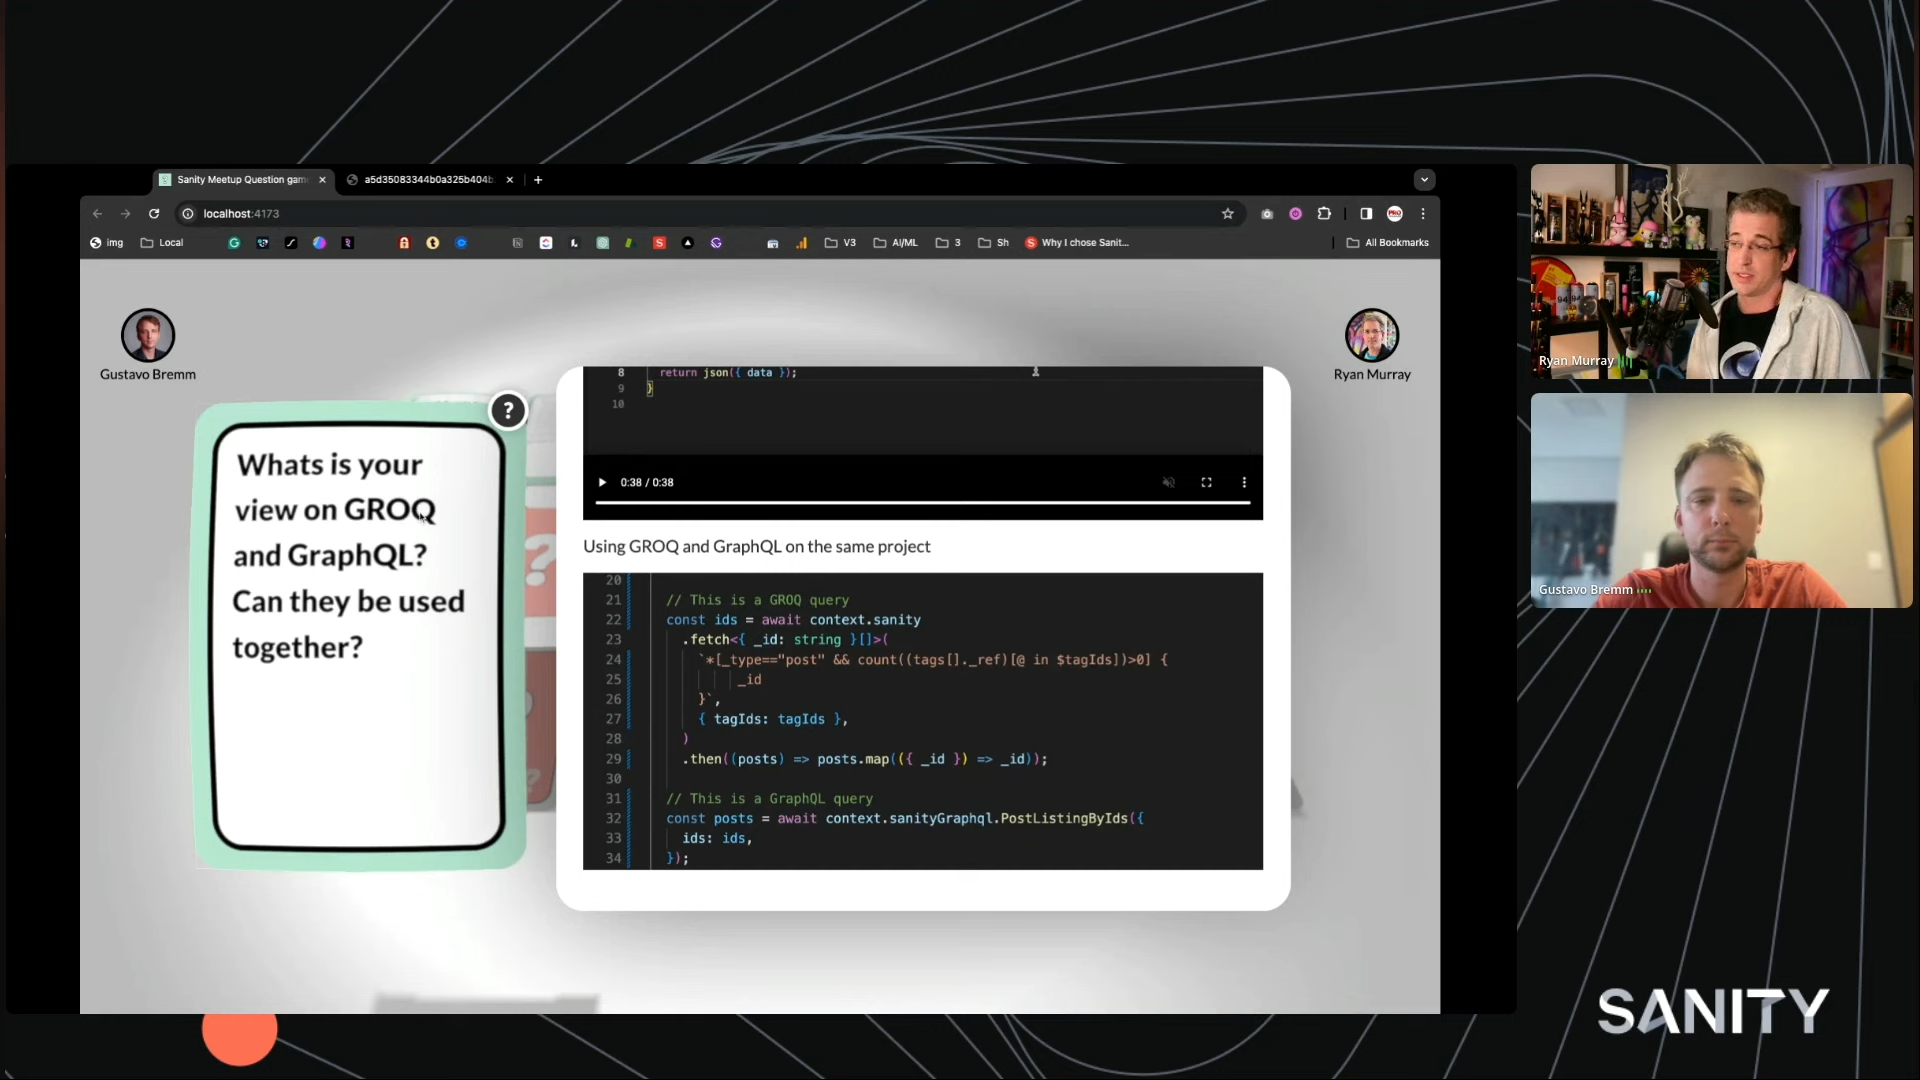 Sanity Meetup Question gam
a5d35083344b0a325b404b
localhost:4173
img
Local
V3
AI/ML
3
Sh
Why I chose Sanit...
All Bookmarks
Gustavo Bremm
Ryan Murray
?
Whats is your
view on GROQ
and GraphQL?
Can they be used
together?
8 return json({ data });
9 }
10
0:38 / 0:38
Using GROQ and GraphQL on the same project
20
21 // This is a GROQ query
22 const ids = await context.sanity
23 .fetch<{ _id: string }[]>(
24 `*[_type=="post" && count((tags[]._ref)[@ in $tagIds])>0] {
25 _id
26 }`,
27 { tagIds: tagIds },
28 )
29 .then((posts) => posts.map(({ _id }) => _id));
30
31 // This is a GraphQL query
32 const posts = await context.sanityGraphql.PostListingByIds({
33 ids: ids,
34 });
Ryan Murray
Gustavo Bremm
SANITY